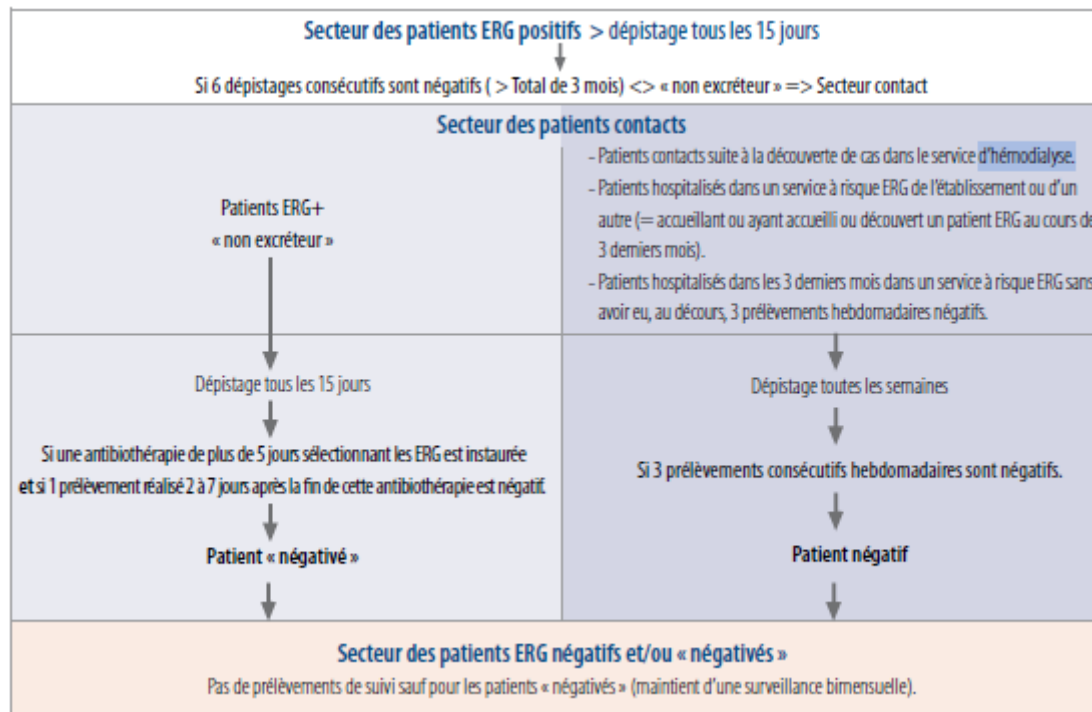 Secteur des patients ERG positifs > dépistage tous les 15 jours
Si 6 dépistages consécutifs sont négatifs ( > Total de 3 mois) <> « non excréteur » => Secteur contact
Secteur des patients contacts
Patients ERG+
« non excréteur »
- Patients contacts suite à la découverte de cas dans le service d'hémodialyse.
- Patients hospitalisés dans un service à risque ERG de l'établissement ou d'un
autre (= accueillant ou ayant accueilli ou découvert un patient ERG au cours de
3 derniers mois).
- Patients hospitalisés dans les 3 derniers mois dans un service à risque ERG sans
avoir eu, au décours, 3 prélèvements hebdomadaires négatifs.
Dépistage tous les 15 jours
Si une antibiothérapie de plus de 5 jours sélectionnant les ERG est instaurée
et si 1 prélèvement réalisé 2 à 7 jours après la fin de cette antibiothérapie est négatif.
Patient « négativé »
Dépistage toutes les semaines
Si 3 prélèvements consécutifs hebdomadaires sont négatifs.
Patient négatif
Secteur des patients ERG négatifs et/ou « négativés »
Pas de prélèvements de suivi sauf pour les patients « négativés » (maintient d'une surveillance bimensuelle).